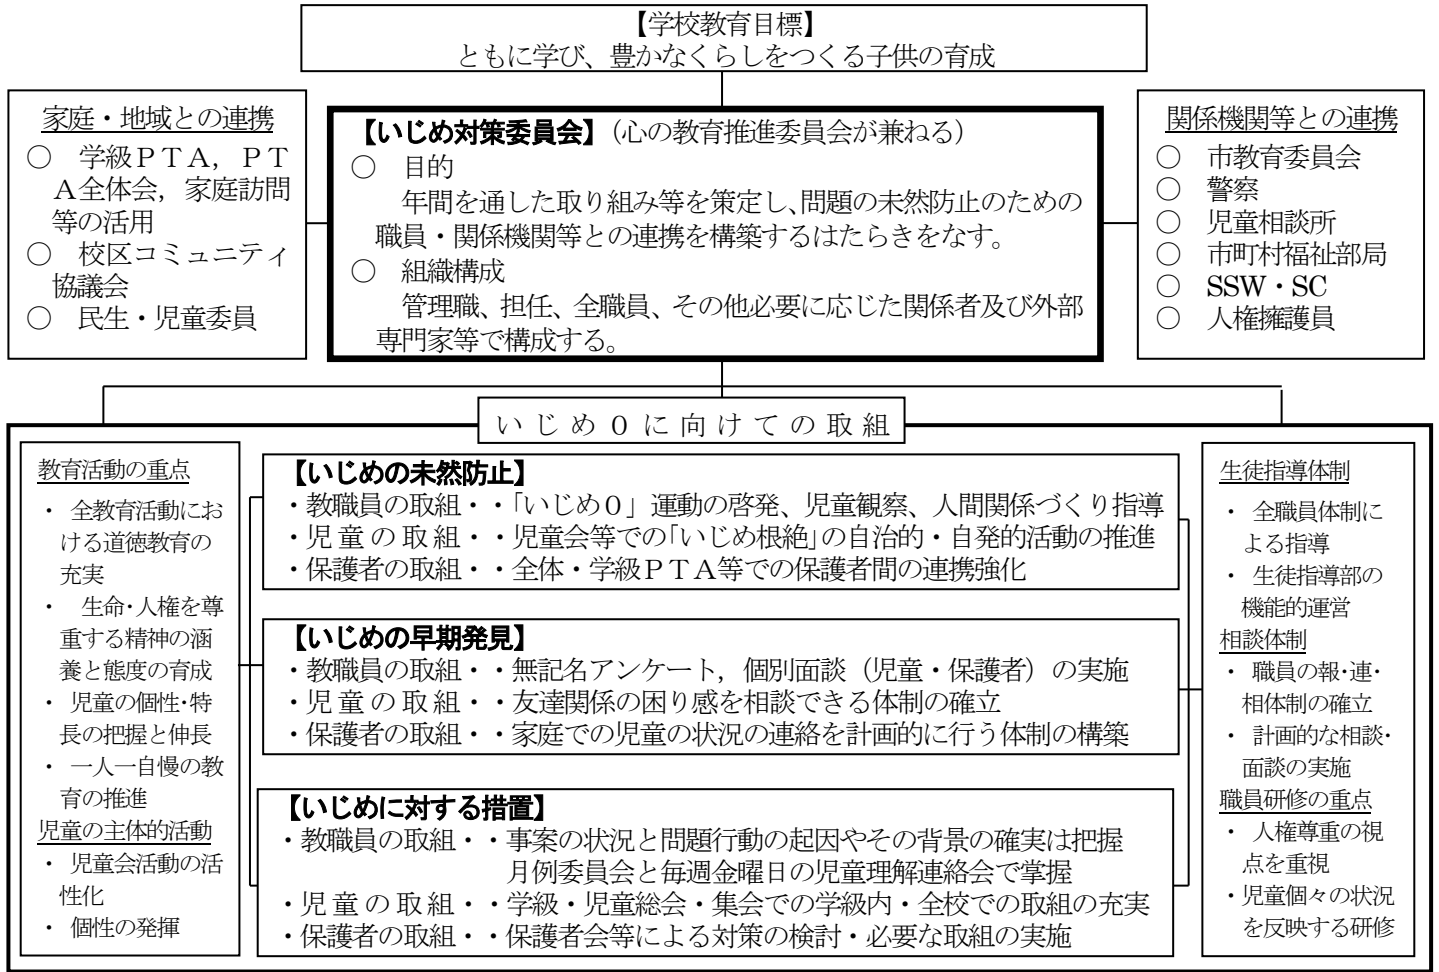 【学校教育目標】
ともに学び、豊かなくらしをつくる子供の育成
家庭・地域との連携
○ 学級PTA，PT
A全体会，家庭訪問
等の活用
○ 校区コミュニティ
協議会
○ 民生・児童委員
【いじめ対策委員会】（心の教育推進委員会が兼ねる）
○ 目的
年間を通した取り組み等を策定し、問題の未然防止のための
職員・関係機関等との連携を構築するはたらきをなす。
○ 組織構成
管理職、担任、全職員、その他必要に応じた関係者及び外部
専門家等で構成する。
関係機関等との連携
○ 市教育委員会
○ 警察
○ 児童相談所
○ 市町村福祉部局
○ SSW・SC
○ 人権擁護員
いじめ０に向けての取組
教育活動の重点
・ 全教育活動にお
ける道徳教育の
充実
・ 生命・人権を尊
重する精神の涵
養と態度の育成
・ 児童の個性・特
長の把握と伸長
・ 一人一自慢の教
育の推進
児童の主体的活動
・ 児童会活動の活
性化
・ 個性の発揮
【いじめの未然防止】
・教職員の取組・・「いじめ０」運動の啓発、児童観察、人間関係づくり指導
・児童の取組・・児童会等での「いじめ根絶」の自治的・自発的活動の推進
・保護者の取組・・全体・学級PTA等での保護者間の連携強化
【いじめの早期発見】
・教職員の取組・・無記名アンケート，個別面談（児童・保護者）の実施
・児童の取組・・友達関係の困り感を相談できる体制の確立
・保護者の取組・・家庭での児童の状況の連絡を計画的に行う体制の構築
【いじめに対する措置】
・教職員の取組・・事案の状況と問題行動の起因やその背景の確実は把握
月例委員会と毎週金曜日の児童理解連絡会で掌握
・児童の取組・・学級・児童総会・集会での学級内・全校での取組の充実
・保護者の取組・・保護者会等による対策の検討・必要な取組の実施
生徒指導体制
・ 全職員体制に
よる指導
・ 生徒指導部の
機能的運営
相談体制
・ 職員の報・連・
相体制の確立
・ 計画的な相談・
面談の実施
職員研修の重点
・ 人権尊重の視
点を重視
・児童個々の状況
を反映する研修